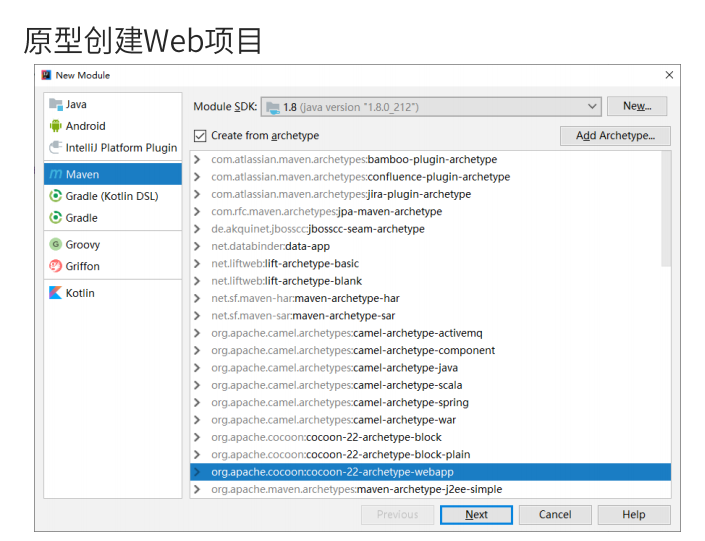 原型创建Web项目
New Module
Java
Android
IntelliJ Platform Plugin
Maven
Gradle (Kotlin DSL)
Gradle
Groovy
Griffon
Kotlin
Module SDK: 1.8 (java version "1.8.0_212") New...
Create from archetype Add Archetype...
com.atlassian.maven.archetypes:bamboo-plugin-archetype
com.atlassian.maven.archetypes:confluence-plugin-archetype
com.atlassian.maven.archetypes:jira-plugin-archetype
com.rfc.maven.archetypes:jpa-maven-archetype
de.akquinet.jbosscc:jbosscc-seam-archetype
net.databinder:data-app
net.liftweb:lift-archetype-basic
net.liftweb:lift-archetype-blank
net.sf.maven-har:maven-archetype-har
net.sf.maven-sar:maven-archetype-sar
org.apache.camel.archetypes:camel-archetype-activemq
org.apache.camel.archetypes:camel-archetype-component
org.apache.camel.archetypes:camel-archetype-java
org.apache.camel.archetypes:camel-archetype-scala
org.apache.camel.archetypes:camel-archetype-spring
org.apache.camel.archetypes:camel-archetype-war
org.apache.cocoon:cocoon-22-archetype-block
org.apache.cocoon:cocoon-22-archetype-block-plain
org.apache.cocoon:cocoon-22-archetype-webapp
org.apache.maven.archetypes:maven-archetype-j2ee-simple
Previous Next Cancel Help